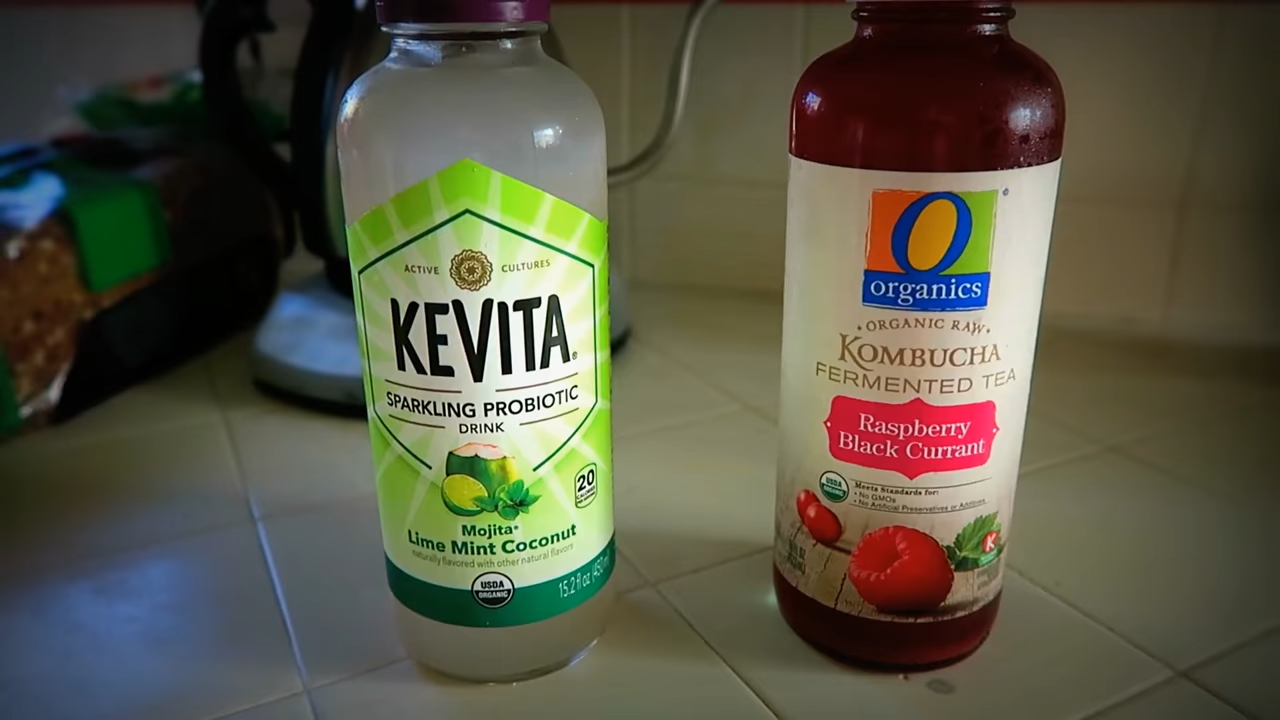 ACTIVE CULTURES
KEVITA®
SPARKLING PROBIOTIC
DRINK
20
Mojita*
Lime Mint Coconut
naturally flavored with other natural flavors
USDA
ORGANIC
15.2 fl oz (450
O
organics
®
• ORGANIC RAW •
KOMBUCHA
FERMENTED TEA
Raspberry
Black Currant
USDA
ORGANIC
Meets Standards for:
• No GMOs
• No Artificial Preservatives or Additives
K